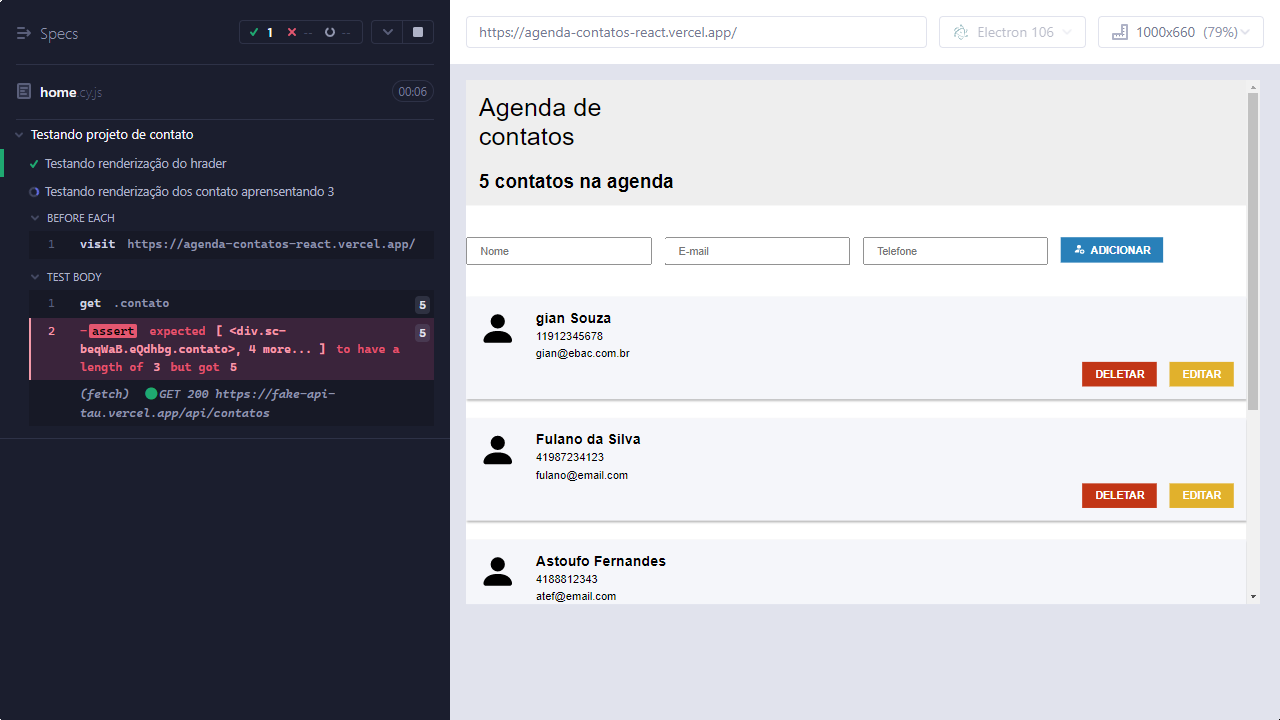 Specs
1
--
--
https://agenda-contatos-react.vercel.app/
Electron 106
1000x660 (79%)
home.cy.js
00:06
Testando projeto de contato
Testando renderização do hrader
Testando renderização dos contato aprensentando 3
BEFORE EACH
1 visit https://agenda-contatos-react.vercel.app/
TEST BODY
1 get .contato 5
2 -assert expected [ <div.sc- 5
beqWaB.eQdhbg.contato>, 4 more... ] to have a
length of 3 but got 5
(fetch) GET 200 https://fake-api-
tau.vercel.app/api/contatos
Agenda de
contatos
5 contatos na agenda
Nome
E-mail
Telefone
ADICIONAR
gian Souza
11912345678
gian@ebac.com.br
DELETAR EDITAR
Fulano da Silva
41987234123
fulano@email.com
DELETAR EDITAR
Astoufo Fernandes
4188812343
atef@email.com